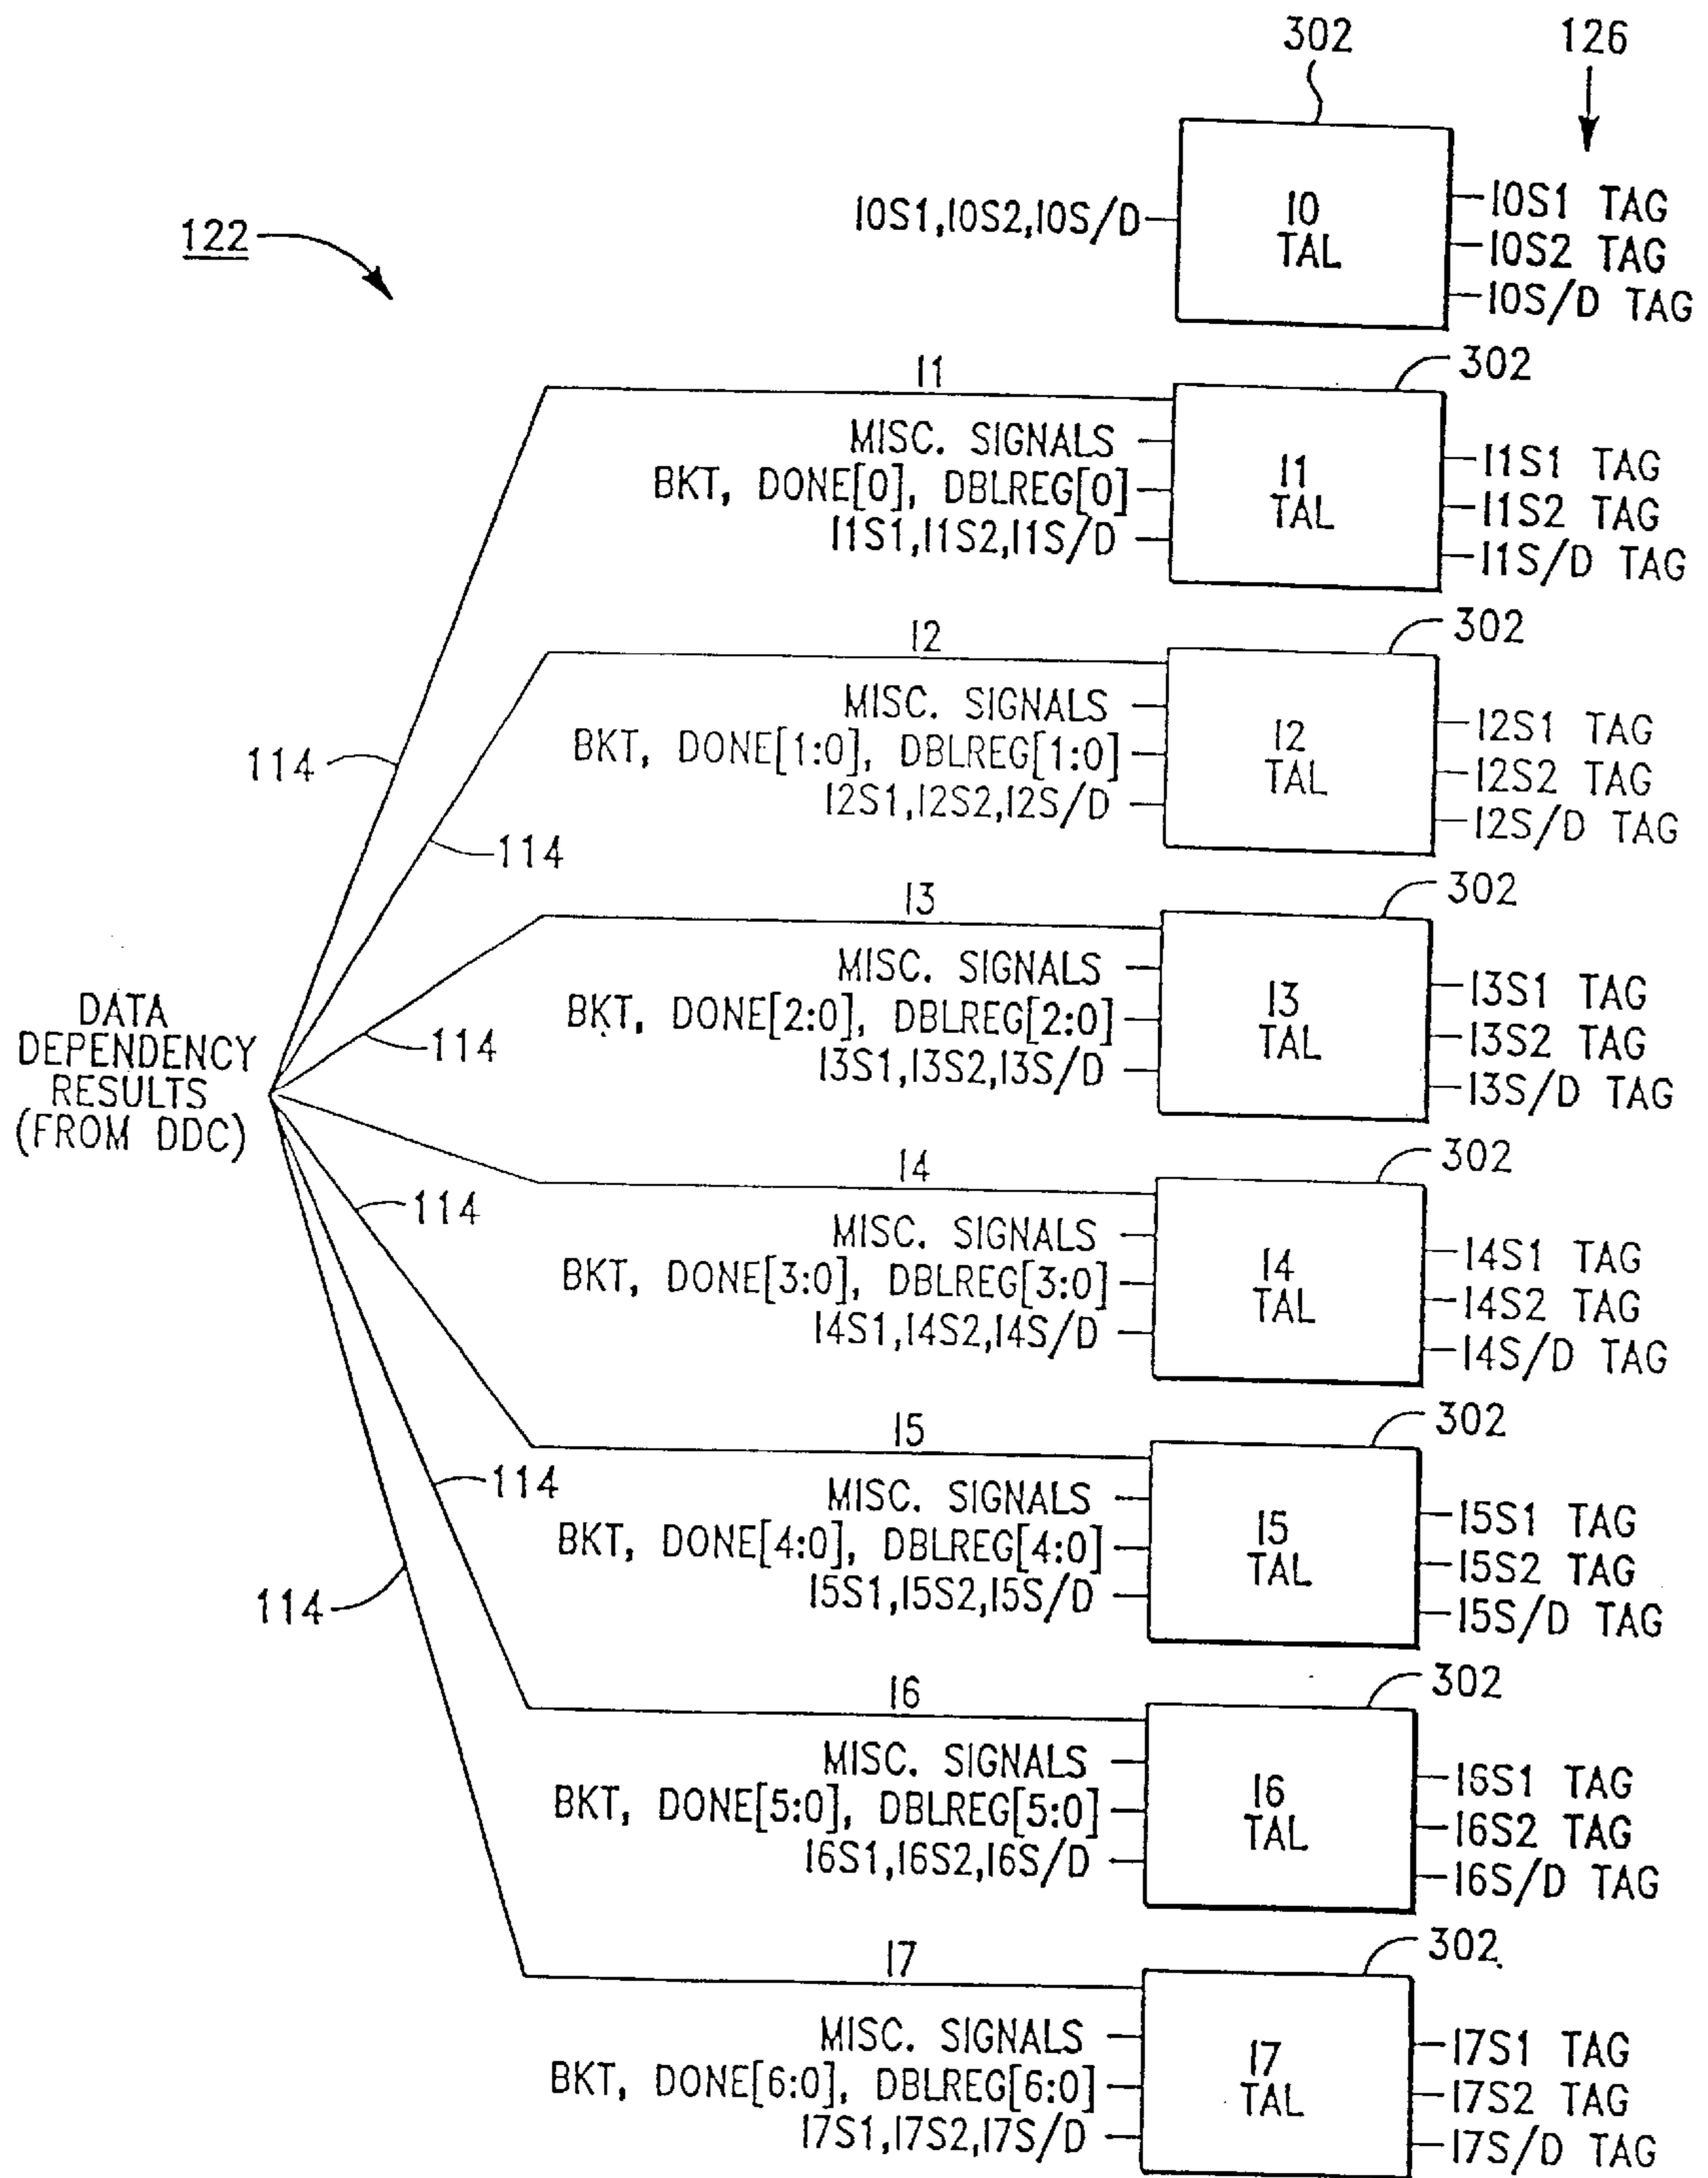 302
126
122
I0S1,I0S2,I0S/D
I0
TAL
I0S1 TAG
I0S2 TAG
I0S/D TAG
I1
302
MISC. SIGNALS
BKT, DONE[0], DBLREG[0]
I1S1,I1S2,I1S/D
I1
TAL
I1S1 TAG
I1S2 TAG
I1S/D TAG
I2
302
MISC. SIGNALS
BKT, DONE[1:0], DBLREG[1:0]
I2S1,I2S2,I2S/D
I2
TAL
I2S1 TAG
I2S2 TAG
I2S/D TAG
114
114
I3
302
MISC. SIGNALS
BKT, DONE[2:0], DBLREG[2:0]
I3S1,I3S2,I3S/D
I3
TAL
I3S1 TAG
I3S2 TAG
I3S/D TAG
114
DATA
DEPENDENCY
RESULTS
(FROM DDC)
I4
302
MISC. SIGNALS
BKT, DONE[3:0], DBLREG[3:0]
I4S1,I4S2,I4S/D
I4
TAL
I4S1 TAG
I4S2 TAG
I4S/D TAG
114
I5
302
MISC. SIGNALS
BKT, DONE[4:0], DBLREG[4:0]
I5S1,I5S2,I5S/D
I5
TAL
I5S1 TAG
I5S2 TAG
I5S/D TAG
114
114
I6
302
MISC. SIGNALS
BKT, DONE[5:0], DBLREG[5:0]
I6S1,I6S2,I6S/D
I6
TAL
I6S1 TAG
I6S2 TAG
I6S/D TAG
I7
302
MISC. SIGNALS
BKT, DONE[6:0], DBLREG[6:0]
I7S1,I7S2,I7S/D
I7
TAL
I7S1 TAG
I7S2 TAG
I7S/D TAG